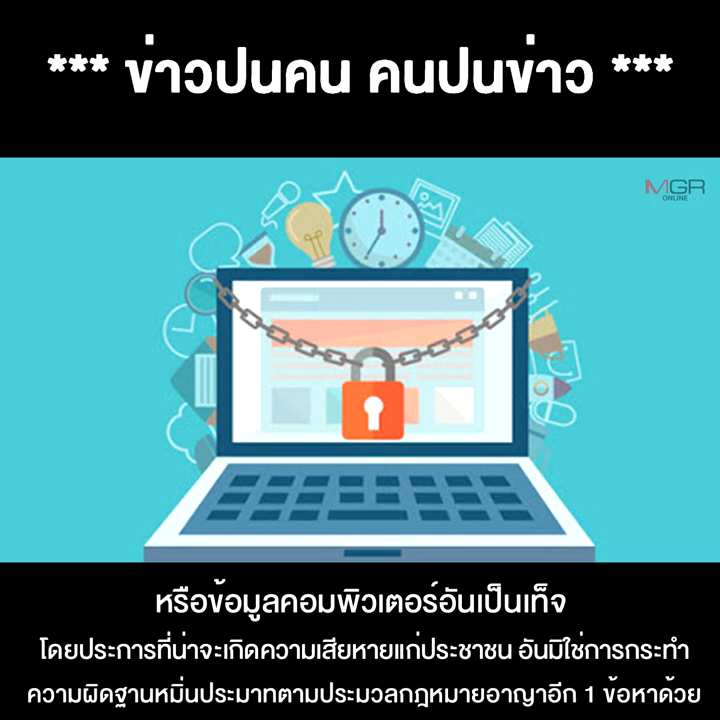 *** ข่าวปนคน คนปนข่าว ***
MGR
ONLINE
หรือข้อมูลคอมพิวเตอร์อันเป็นเท็จ
โดยประการที่น่าจะเกิดความเสียหายแก่ประชาชน อันมิใช่การกระทำ
ความผิดฐานหมิ่นประมาทตามประมวลกฎหมายอาญาอีก 1 ข้อหาด้วย